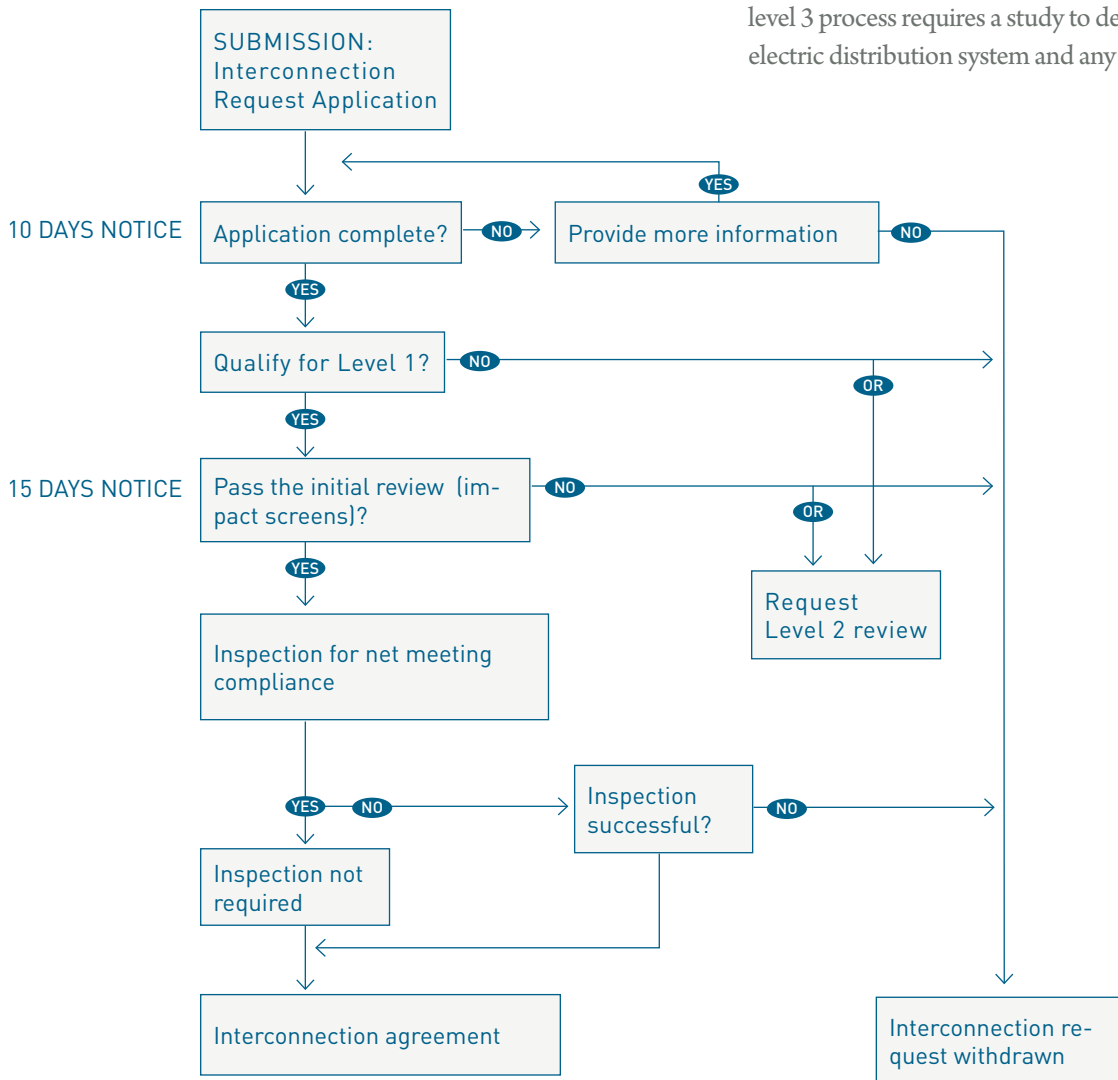 level 3 process requires a study to de
electric distribution system and any
SUBMISSION:
Interconnection
Request Application
YES
10 DAYS NOTICE
Application complete?
NO
Provide more information
NO
YES
Qualify for Level 1?
NO
OR
YES
15 DAYS NOTICE
Pass the initial review (im-
pact screens)?
NO
OR
YES
Request
Level 2 review
Inspection for net meeting
compliance
YES
NO
Inspection
successful?
NO
Inspection not
required
Interconnection agreement
Interconnection re-
quest withdrawn